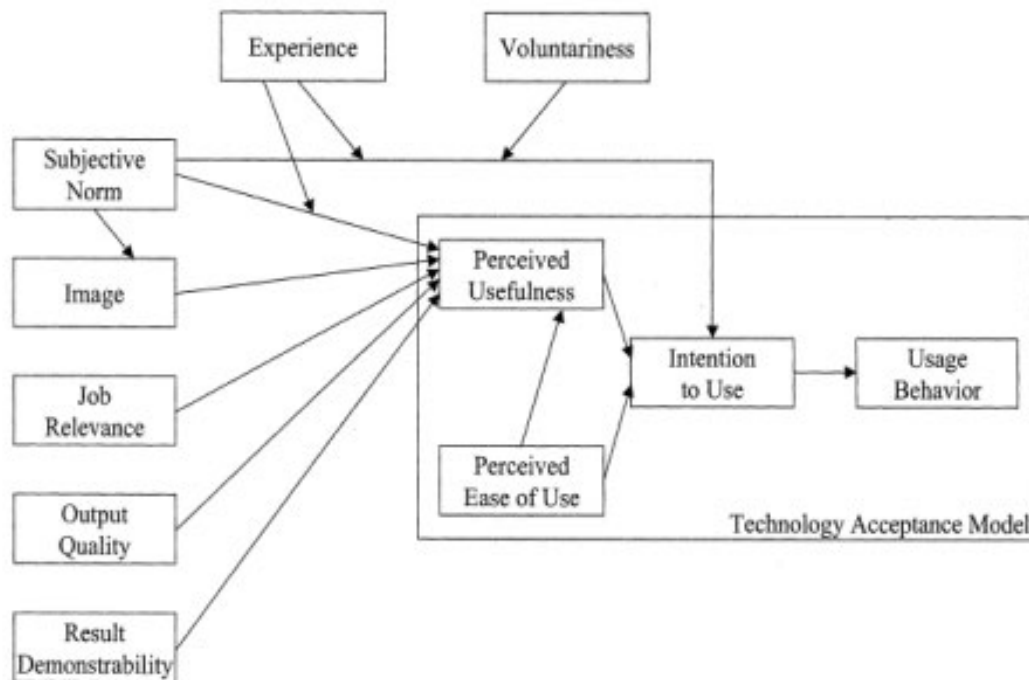 Experience
Voluntariness
Subjective
Norm
Image
Job
Relevance
Output
Quality
Result
Demonstrability
Perceived
Usefulness
Perceived
Ease of Use
Intention
to Use
Usage
Behavior
Technology Acceptance Model